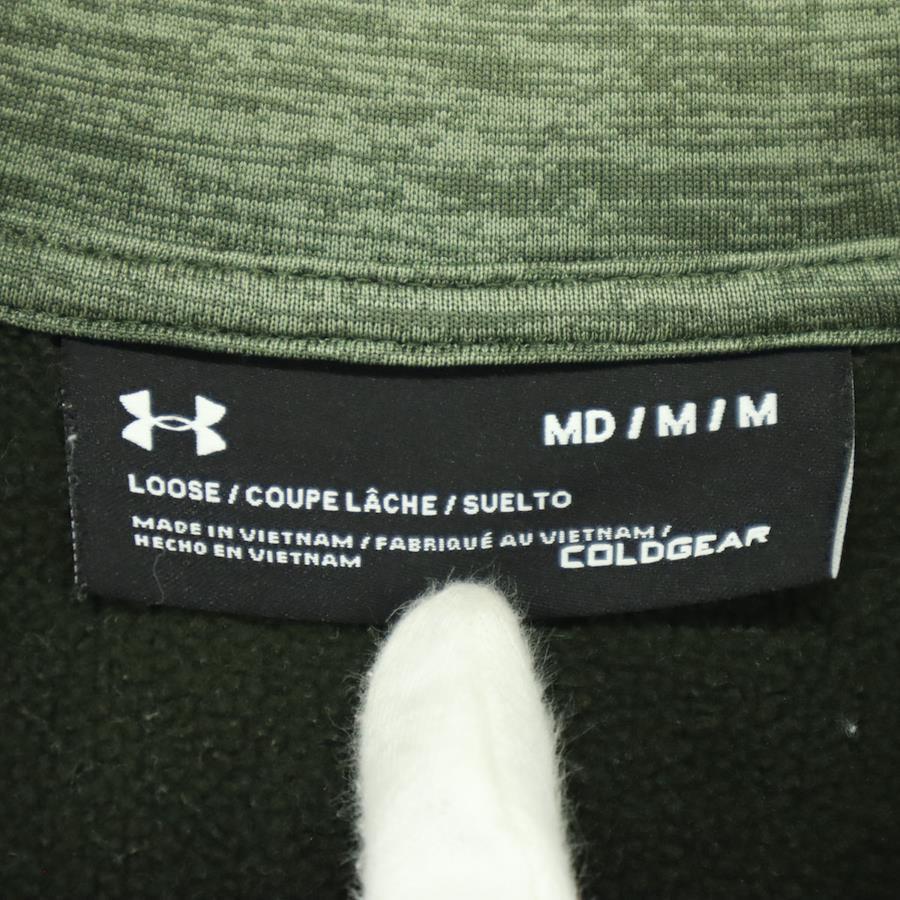 MD / M / M
LOOSE / COUPE LÂCHE / SUELTO
MADE IN VIETNAM / FABRIQUÉ AU VIETNAM /
HECHO EN VIETNAM
COLDGEAR